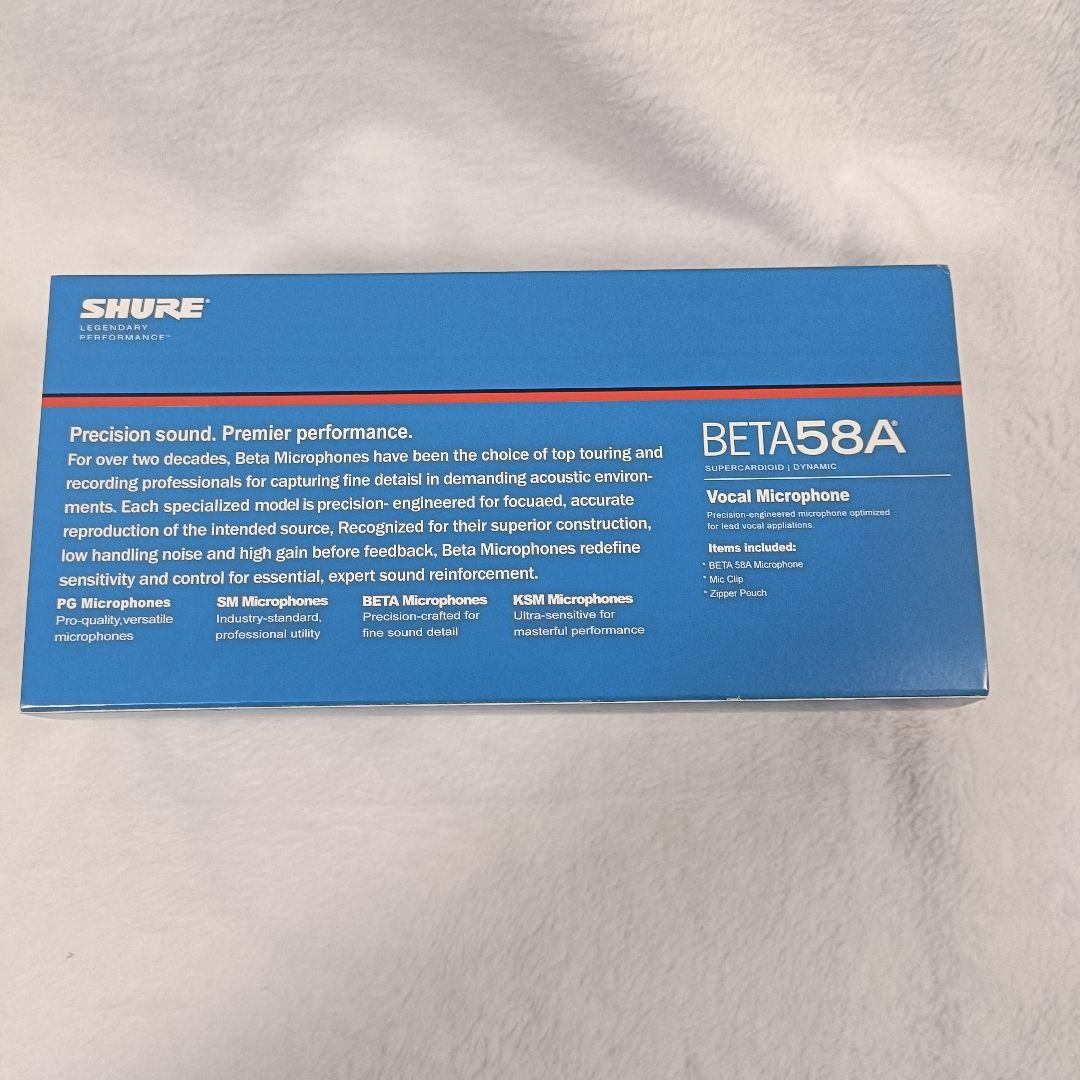 SHURE®
LEGENDARY
PERFORMANCE™
Precision sound. Premier performance.
For over two decades, Beta Microphones have been the choice of top touring and
recording professionals for capturing fine detaisl in demanding acoustic environ-
ments. Each specialized model is precision- engineered for focuaed, accurate
reproduction of the intended source, Recognized for their superior construction,
low handling noise and high gain before feedback, Beta Microphones redefine
sensitivity and control for essential, expert sound reinforcement.
PG Microphones
Pro-quality,versatile
microphones
SM Microphones
Industry-standard,
professional utility
BETA Microphones
Precision-crafted for
fine sound detail
KSM Microphones
Ultra-sensitive for
masterful performance
BETA58A®
SUPERCARDIOID | DYNAMIC
Vocal Microphone
Precision-engineered microphone optimized
for lead vocal appliations.
Items included:
• BETA 58A Microphone
• Mic Clip
• Zipper Pouch